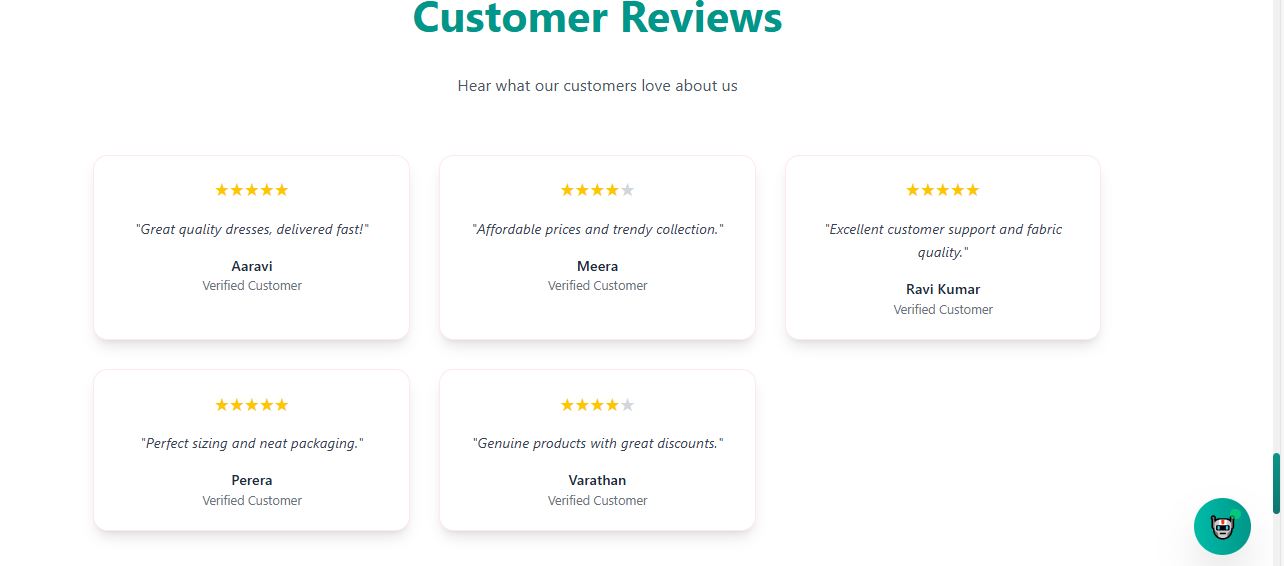 Customer Reviews
Hear what our customers love about us
★★★★★
"Great quality dresses, delivered fast!"
Aaravi
Verified Customer
★★★★★
"Affordable prices and trendy collection."
Meera
Verified Customer
★★★★★
"Excellent customer support and fabric
quality."
Ravi Kumar
Verified Customer
★★★★★
"Perfect sizing and neat packaging."
Perera
Verified Customer
★★★★★
"Genuine products with great discounts."
Varathan
Verified Customer